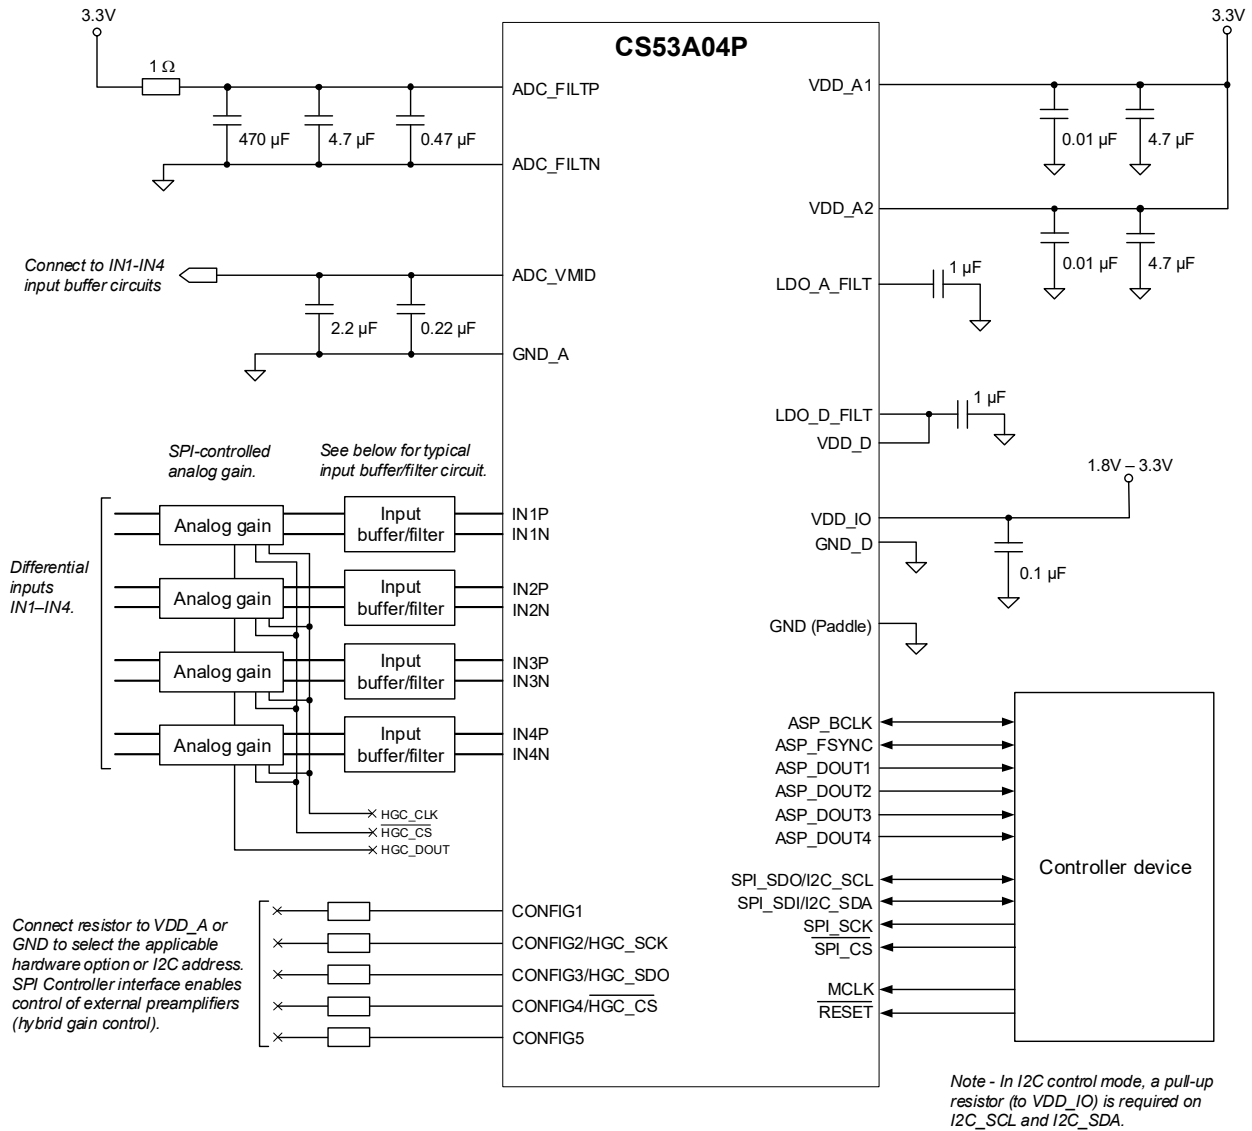 3.3V
3.3V
CS53A04P
1 Ω
ADC_FILTP
470 µF
4.7 µF
0.47 µF
ADC_FILTN
VDD_A1
0.01 µF
4.7 µF
VDD_A2
0.01 µF
4.7 µF
Connect to IN1-IN4
input buffer circuits
ADC_VMID
2.2 µF
0.22 µF
GND_A
LDO_A_FILT
1 µF
LDO_D_FILT
1 µF
VDD_D
1.8V – 3.3V
VDD_IO
GND_D
0.1 µF
GND (Paddle)
SPI-controlled
analog gain.
See below for typical
input buffer/filter circuit.
Differential
inputs
IN1–IN4.
Analog gain
Input
buffer/filter
IN1P
IN1N
Analog gain
Input
buffer/filter
IN2P
IN2N
Analog gain
Input
buffer/filter
IN3P
IN3N
Analog gain
Input
buffer/filter
IN4P
IN4N
HGC_CLK
HGC_CS
HGC_DOUT
ASP_BCLK
ASP_FSYNC
ASP_DOUT1
ASP_DOUT2
ASP_DOUT3
ASP_DOUT4
SPI_SDO/I2C_SCL
SPI_SDI/I2C_SDA
SPI_SCK
SPI_CS
MCLK
RESET
Controller device
Connect resistor to VDD_A or
GND to select the applicable
hardware option or I2C address.
SPI Controller interface enables
control of external preamplifiers
(hybrid gain control).
CONFIG1
CONFIG2/HGC_SCK
CONFIG3/HGC_SDO
CONFIG4/HGC_CS
CONFIG5
Note - In I2C control mode, a pull-up
resistor (to VDD_IO) is required on
I2C_SCL and I2C_SDA.